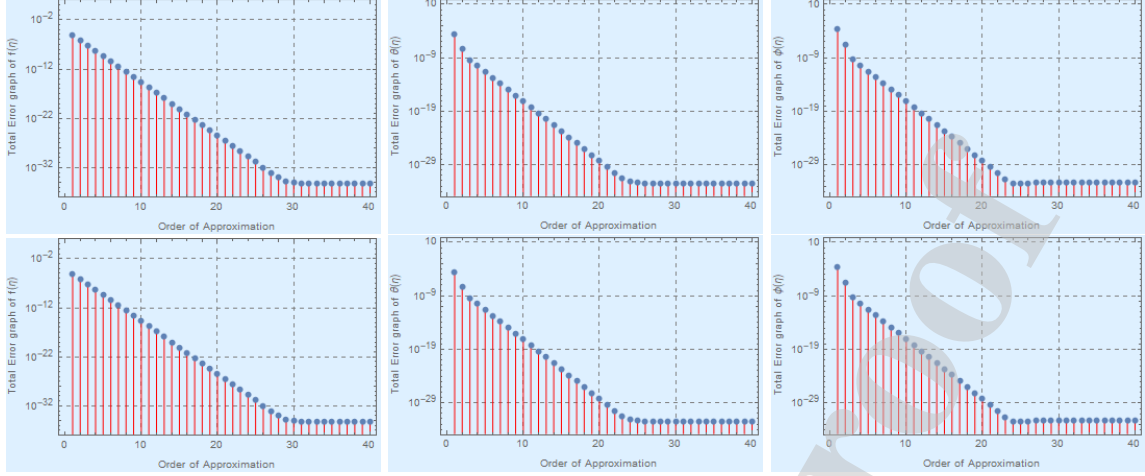 Total Error graph of f(η)
10^-2
10^-12
10^-22
10^-32
0 10 20 30 40
Order of Approximation
Total Error graph of θ(η)
10
10^-9
10^-19
10^-29
0 10 20 30 40
Order of Approximation
Total Error graph of ϕ(η)
10
10^-9
10^-19
10^-29
0 10 20 30 40
Order of Approximation
Total Error graph of f(η)
10^-2
10^-12
10^-22
10^-32
0 10 20 30 40
Order of Approximation
Total Error graph of θ(η)
10
10^-9
10^-19
10^-29
0 10 20 30 40
Order of Approximation
Total Error graph of ϕ(η)
10
10^-9
10^-19
10^-29
0 10 20 30 40
Order of Approximation
roof